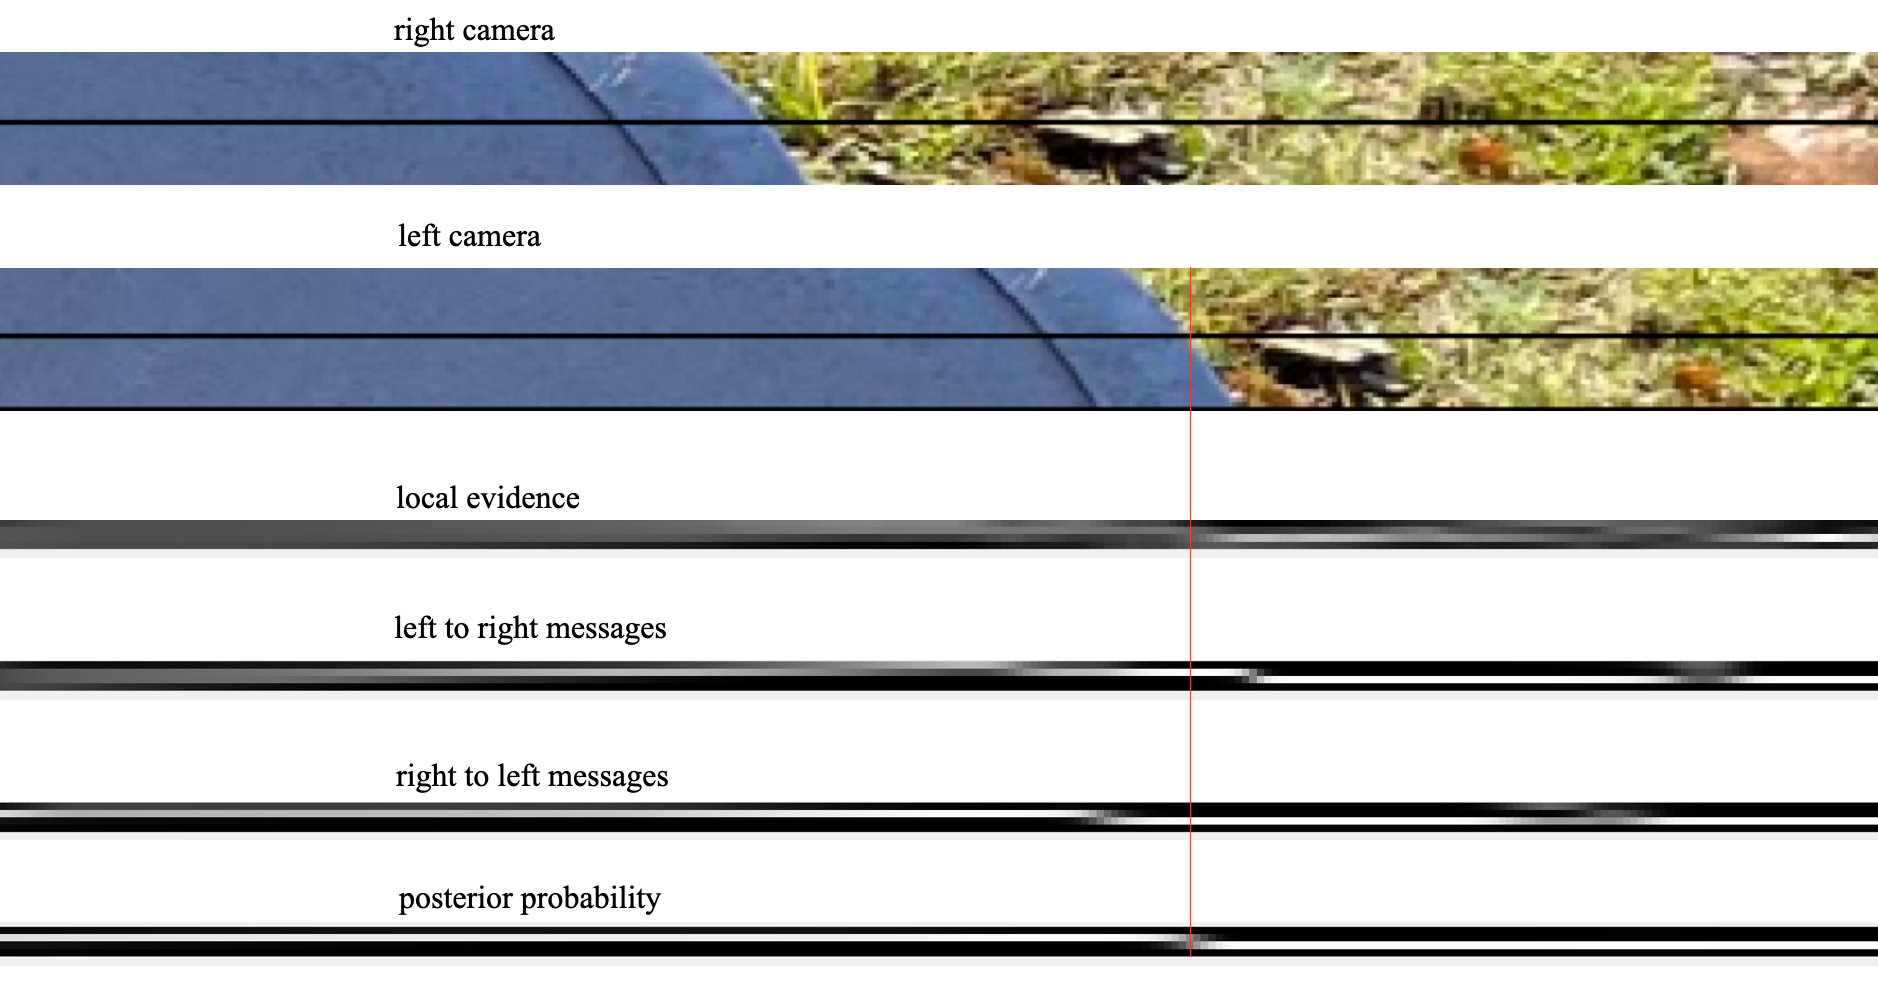 right camera
left camera
local evidence
left to right messages
right to left messages
posterior probability